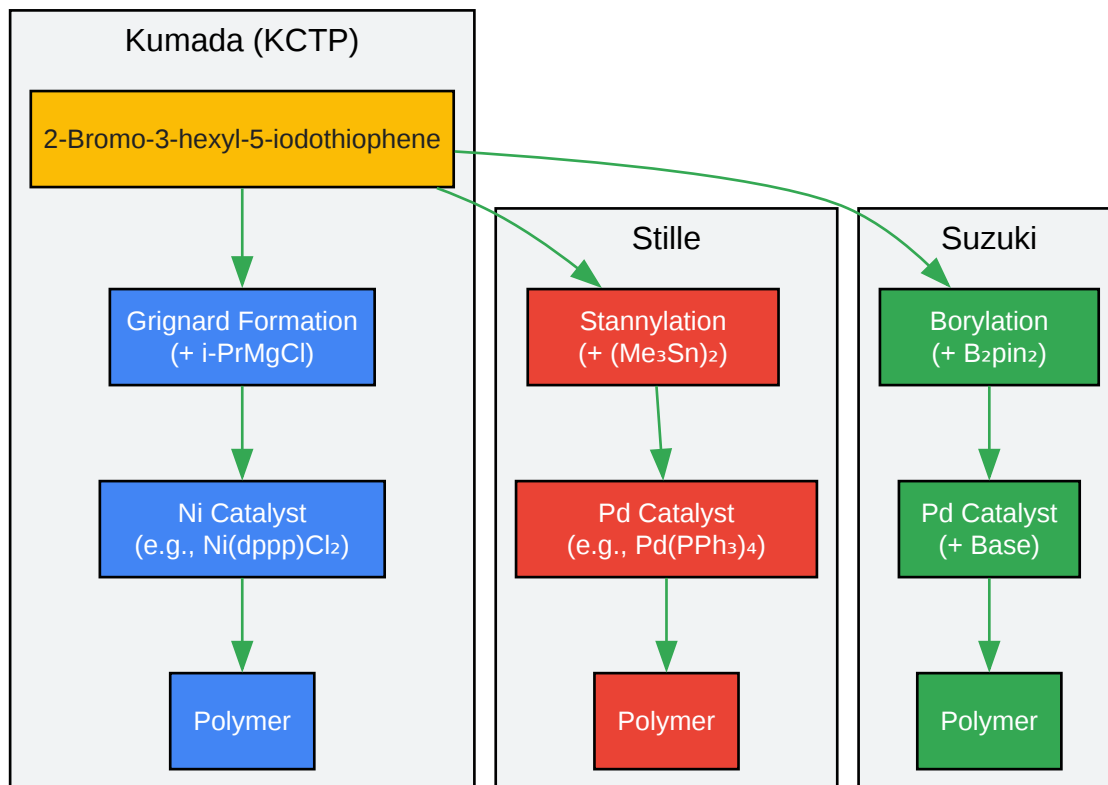 Kumada (KCTP)
2-Bromo-3-hexyl-5-iodothiophene
Grignard Formation
(+ i-PrMgCl)
Ni Catalyst
(e.g., Ni(dppp)Cl₂)
Polymer
Stille
Stannylation
(+ (Me₃Sn)₂)
Pd Catalyst
(e.g., Pd(PPh₃)₄)
Polymer
Suzuki
Borylation
(+ B₂pin₂)
Pd Catalyst
(+ Base)
Polymer